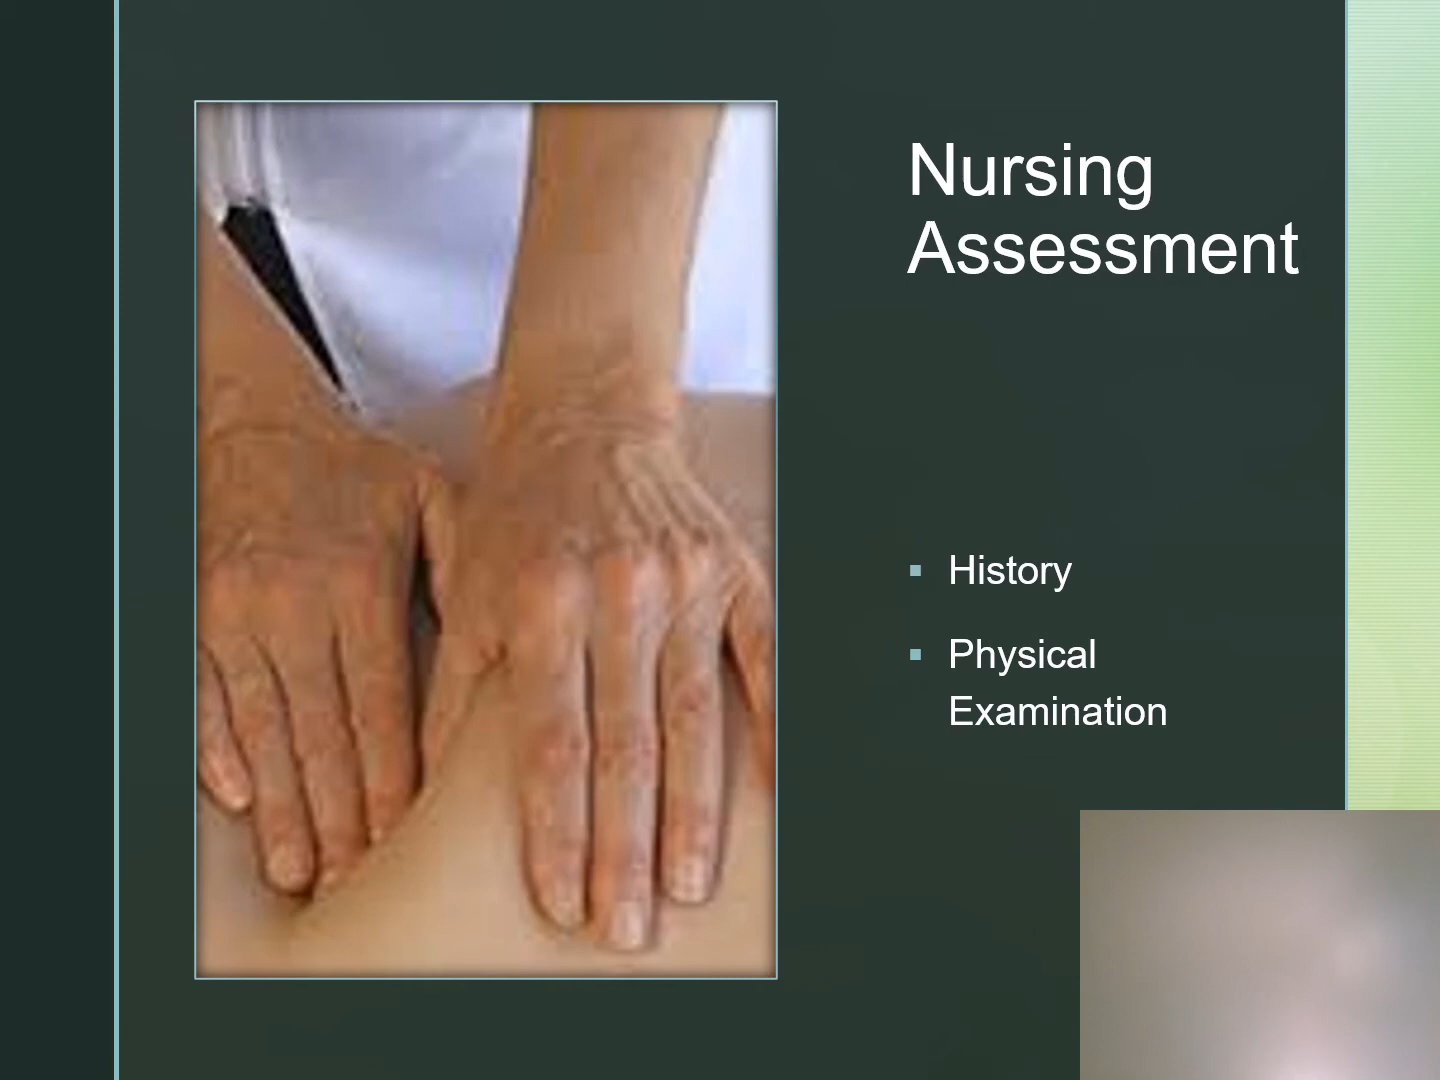 Nursing
Assessment
History
Physical
Examination